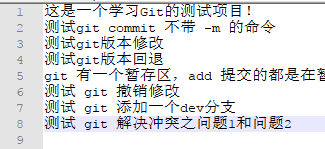 这是一个学习Git的测试项目！
测试git commit 不带 -m 的命令
测试git版本修改
测试git版本回退
git 有一个暂存区，add 提交的都是在
测试 git 撤销修改
测试 git 添加一个dev分支
测试 git 解决冲突之问题1和问题2